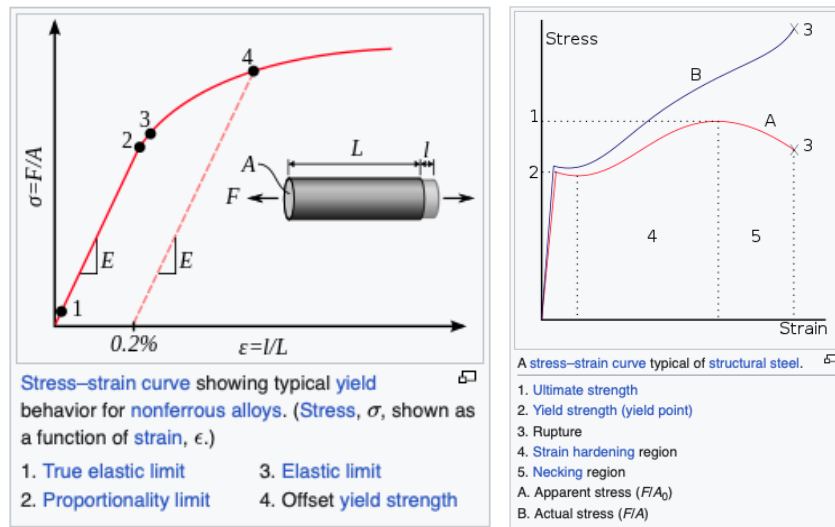 4
3
2
A
L
l
F
σ=F/A
E
E
1
0.2%
ε=l/L
Stress–strain curve showing typical yield
behavior for nonferrous alloys. (Stress, σ, shown as
a function of strain, ϵ.)
1. True elastic limit
2. Proportionality limit
3. Elastic limit
4. Offset yield strength
Stress
3
B
1
A
3
2
4
5
Strain
A stress–strain curve typical of structural steel.
1. Ultimate strength
2. Yield strength (yield point)
3. Rupture
4. Strain hardening region
5. Necking region
A. Apparent stress (F/A₀)
B. Actual stress (F/A)